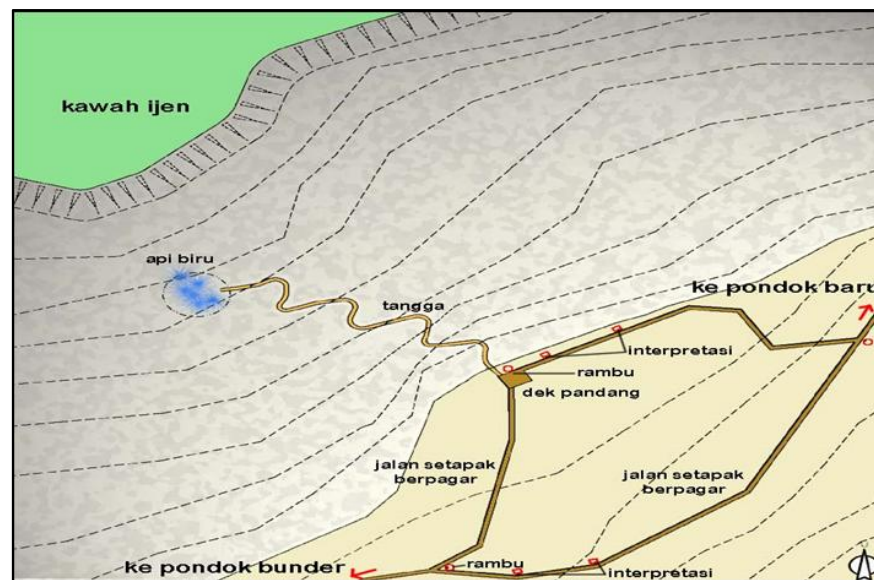 kawah ijen
api biru
tangga
ke pondok baru
interpretasi
rambu
dek pandang
jalan setapak
berpagar
jalan setapak
berpagar
ke pondok bunder
rambu
interpretasi